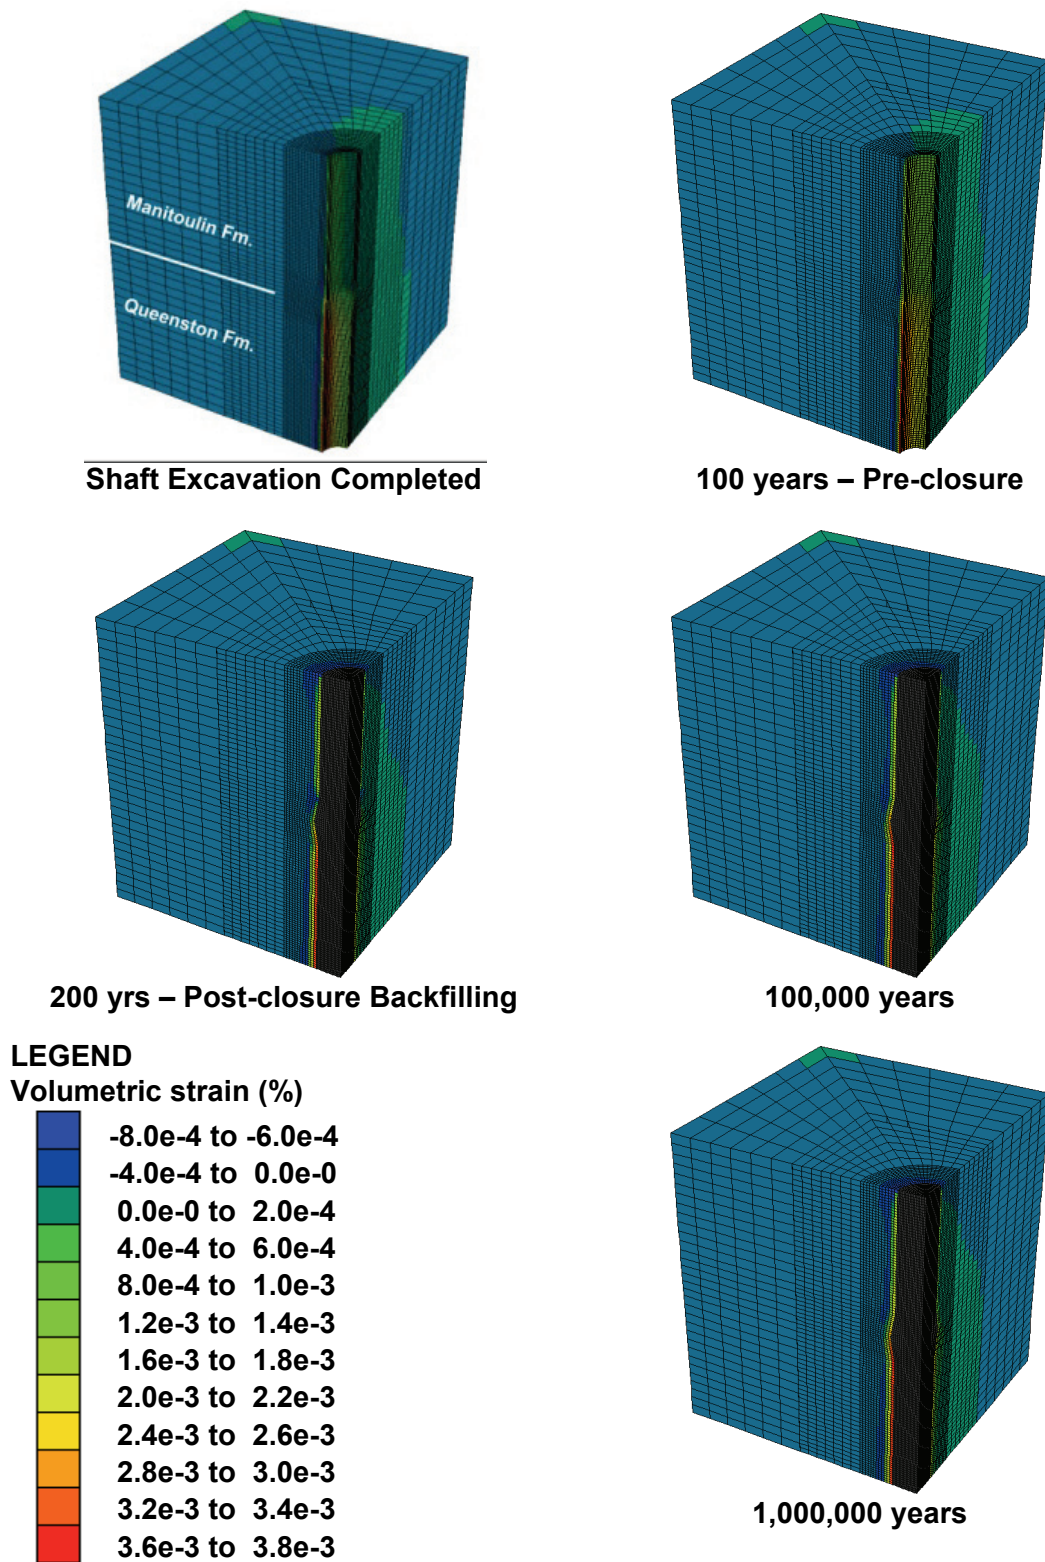 Manitoulin Fm.
Queenston Fm.
Shaft Excavation Completed
100 years – Pre-closure
200 yrs – Post-closure Backfilling
100,000 years
LEGEND
Volumetric strain (%)
-8.0e-4 to -6.0e-4
-4.0e-4 to 0.0e-0
0.0e-0 to 2.0e-4
4.0e-4 to 6.0e-4
8.0e-4 to 1.0e-3
1.2e-3 to 1.4e-3
1.6e-3 to 1.8e-3
2.0e-3 to 2.2e-3
2.4e-3 to 2.6e-3
2.8e-3 to 3.0e-3
3.2e-3 to 3.4e-3
3.6e-3 to 3.8e-3
1,000,000 years